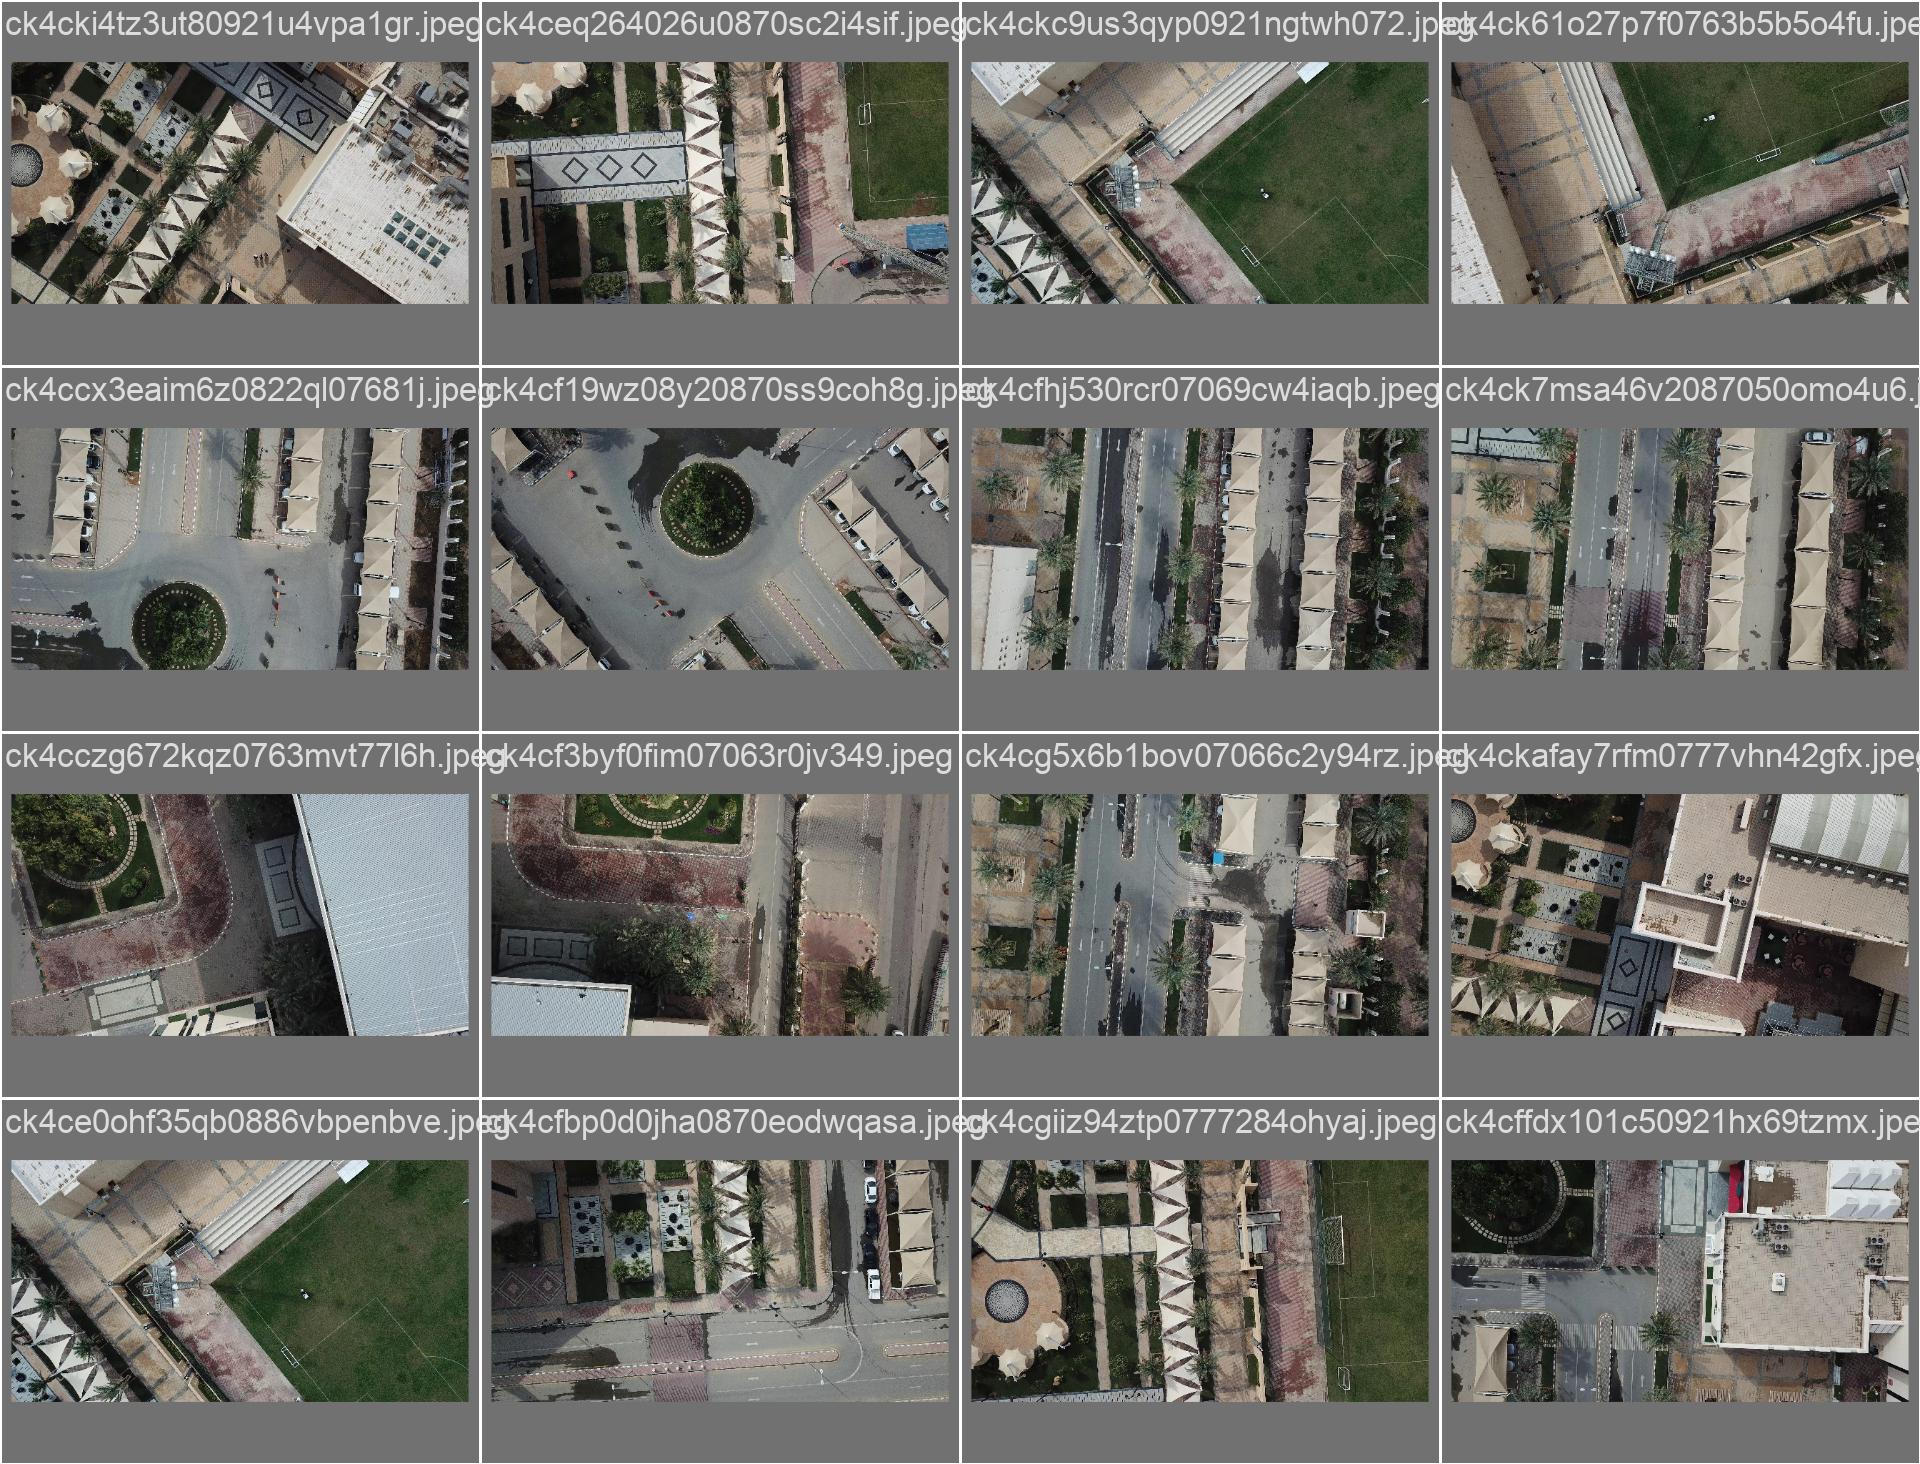 ck4cki4tz3ut80921u4vpa1gr.jpeg
ck4ceq264026u0870sc2i4sif.jpeg
ck4ckc9us3qyp0921ngtwh072.jpeg
ck4ck61o27p7f0763b5b5o4fu.jpe
ck4ccx3eaim6z0822ql07681j.jpeg
ck4cf19wz08y20870ss9coh8g.jpeg
ck4cfhj530rcr07069cw4iaqb.jpeg
ck4ck7msa46v2087050omo4u6.j
ck4cczg672kqz0763mvt77l6h.jpeg
ck4cf3byf0fim07063r0jv349.jpeg
ck4cg5x6b1bov07066c2y94rz.jpeg
ck4ckafay7rfm0777vhn42gfx.jpeg
ck4ce0ohf35qb0886vbpenbve.jpeg
ck4cfbp0d0jha0870eodwqasa.jpeg
ck4cgiiz94ztp0777284ohyaj.jpeg
ck4cffdx101c50921hx69tzmx.jpe